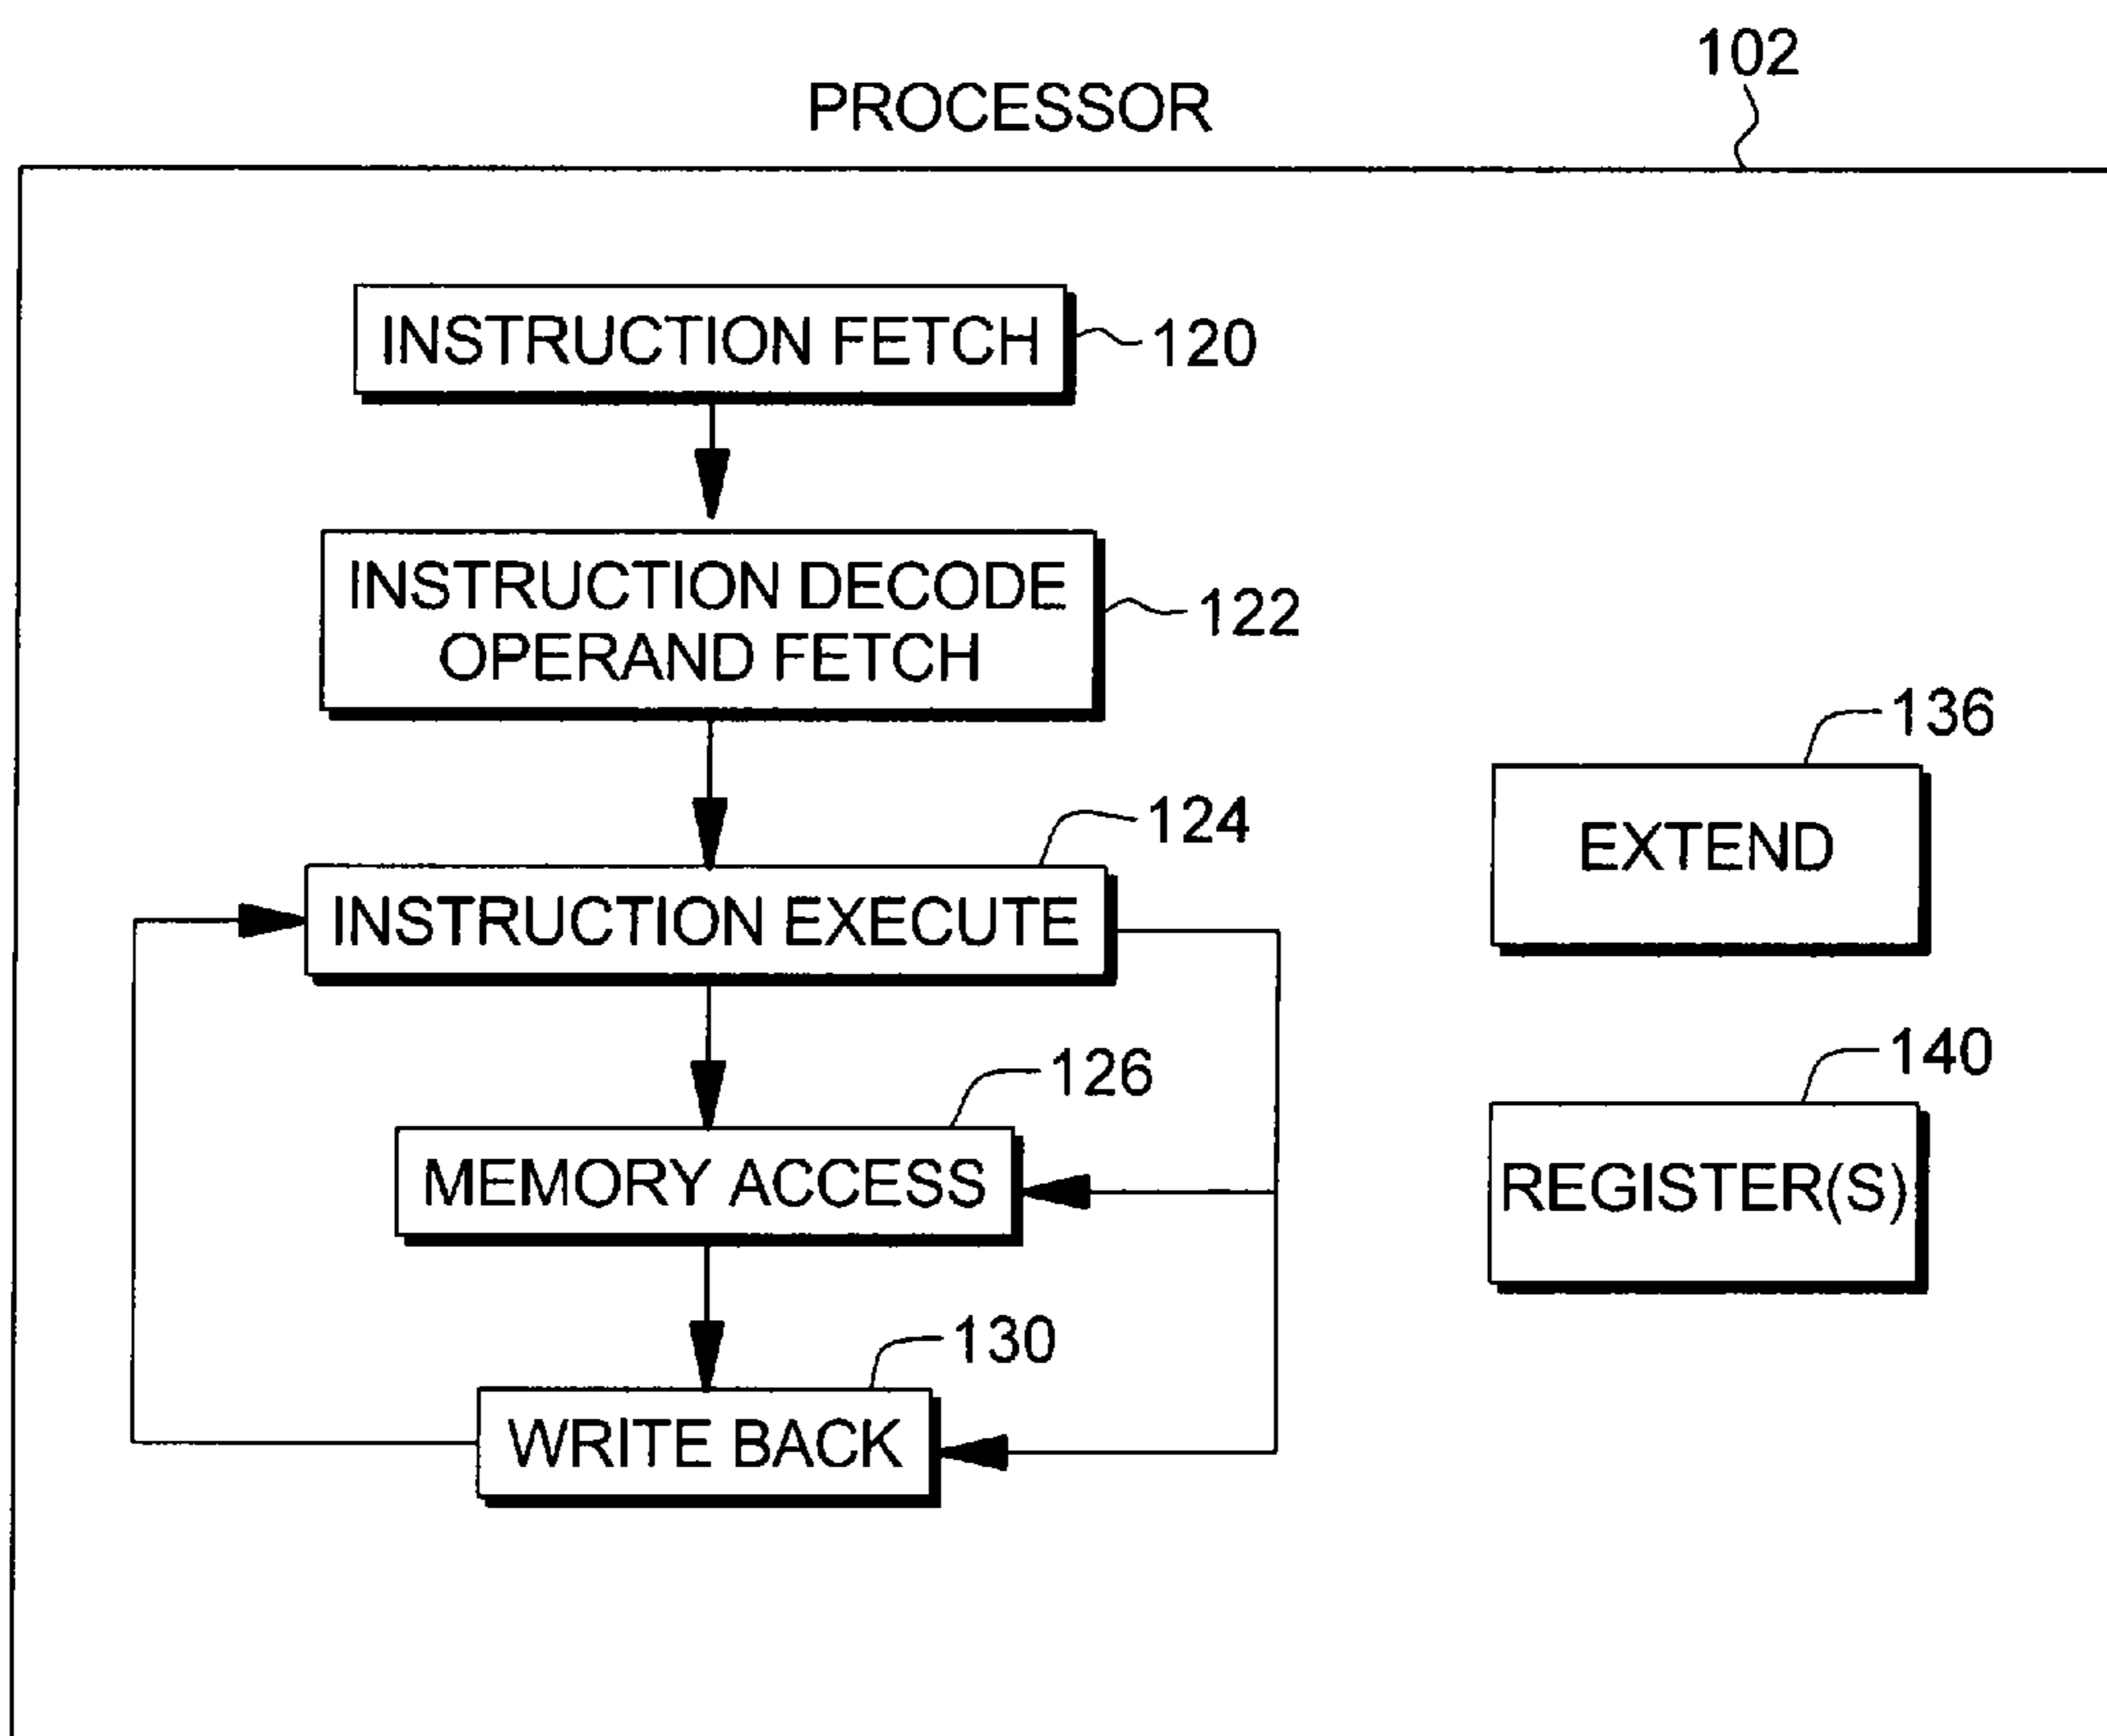 102
PROCESSOR
INSTRUCTION FETCH
120
INSTRUCTION DECODE
OPERAND FETCH
122
136
EXTEND
124
INSTRUCTION EXECUTE
140
REGISTER(S)
126
MEMORY ACCESS
130
WRITE BACK